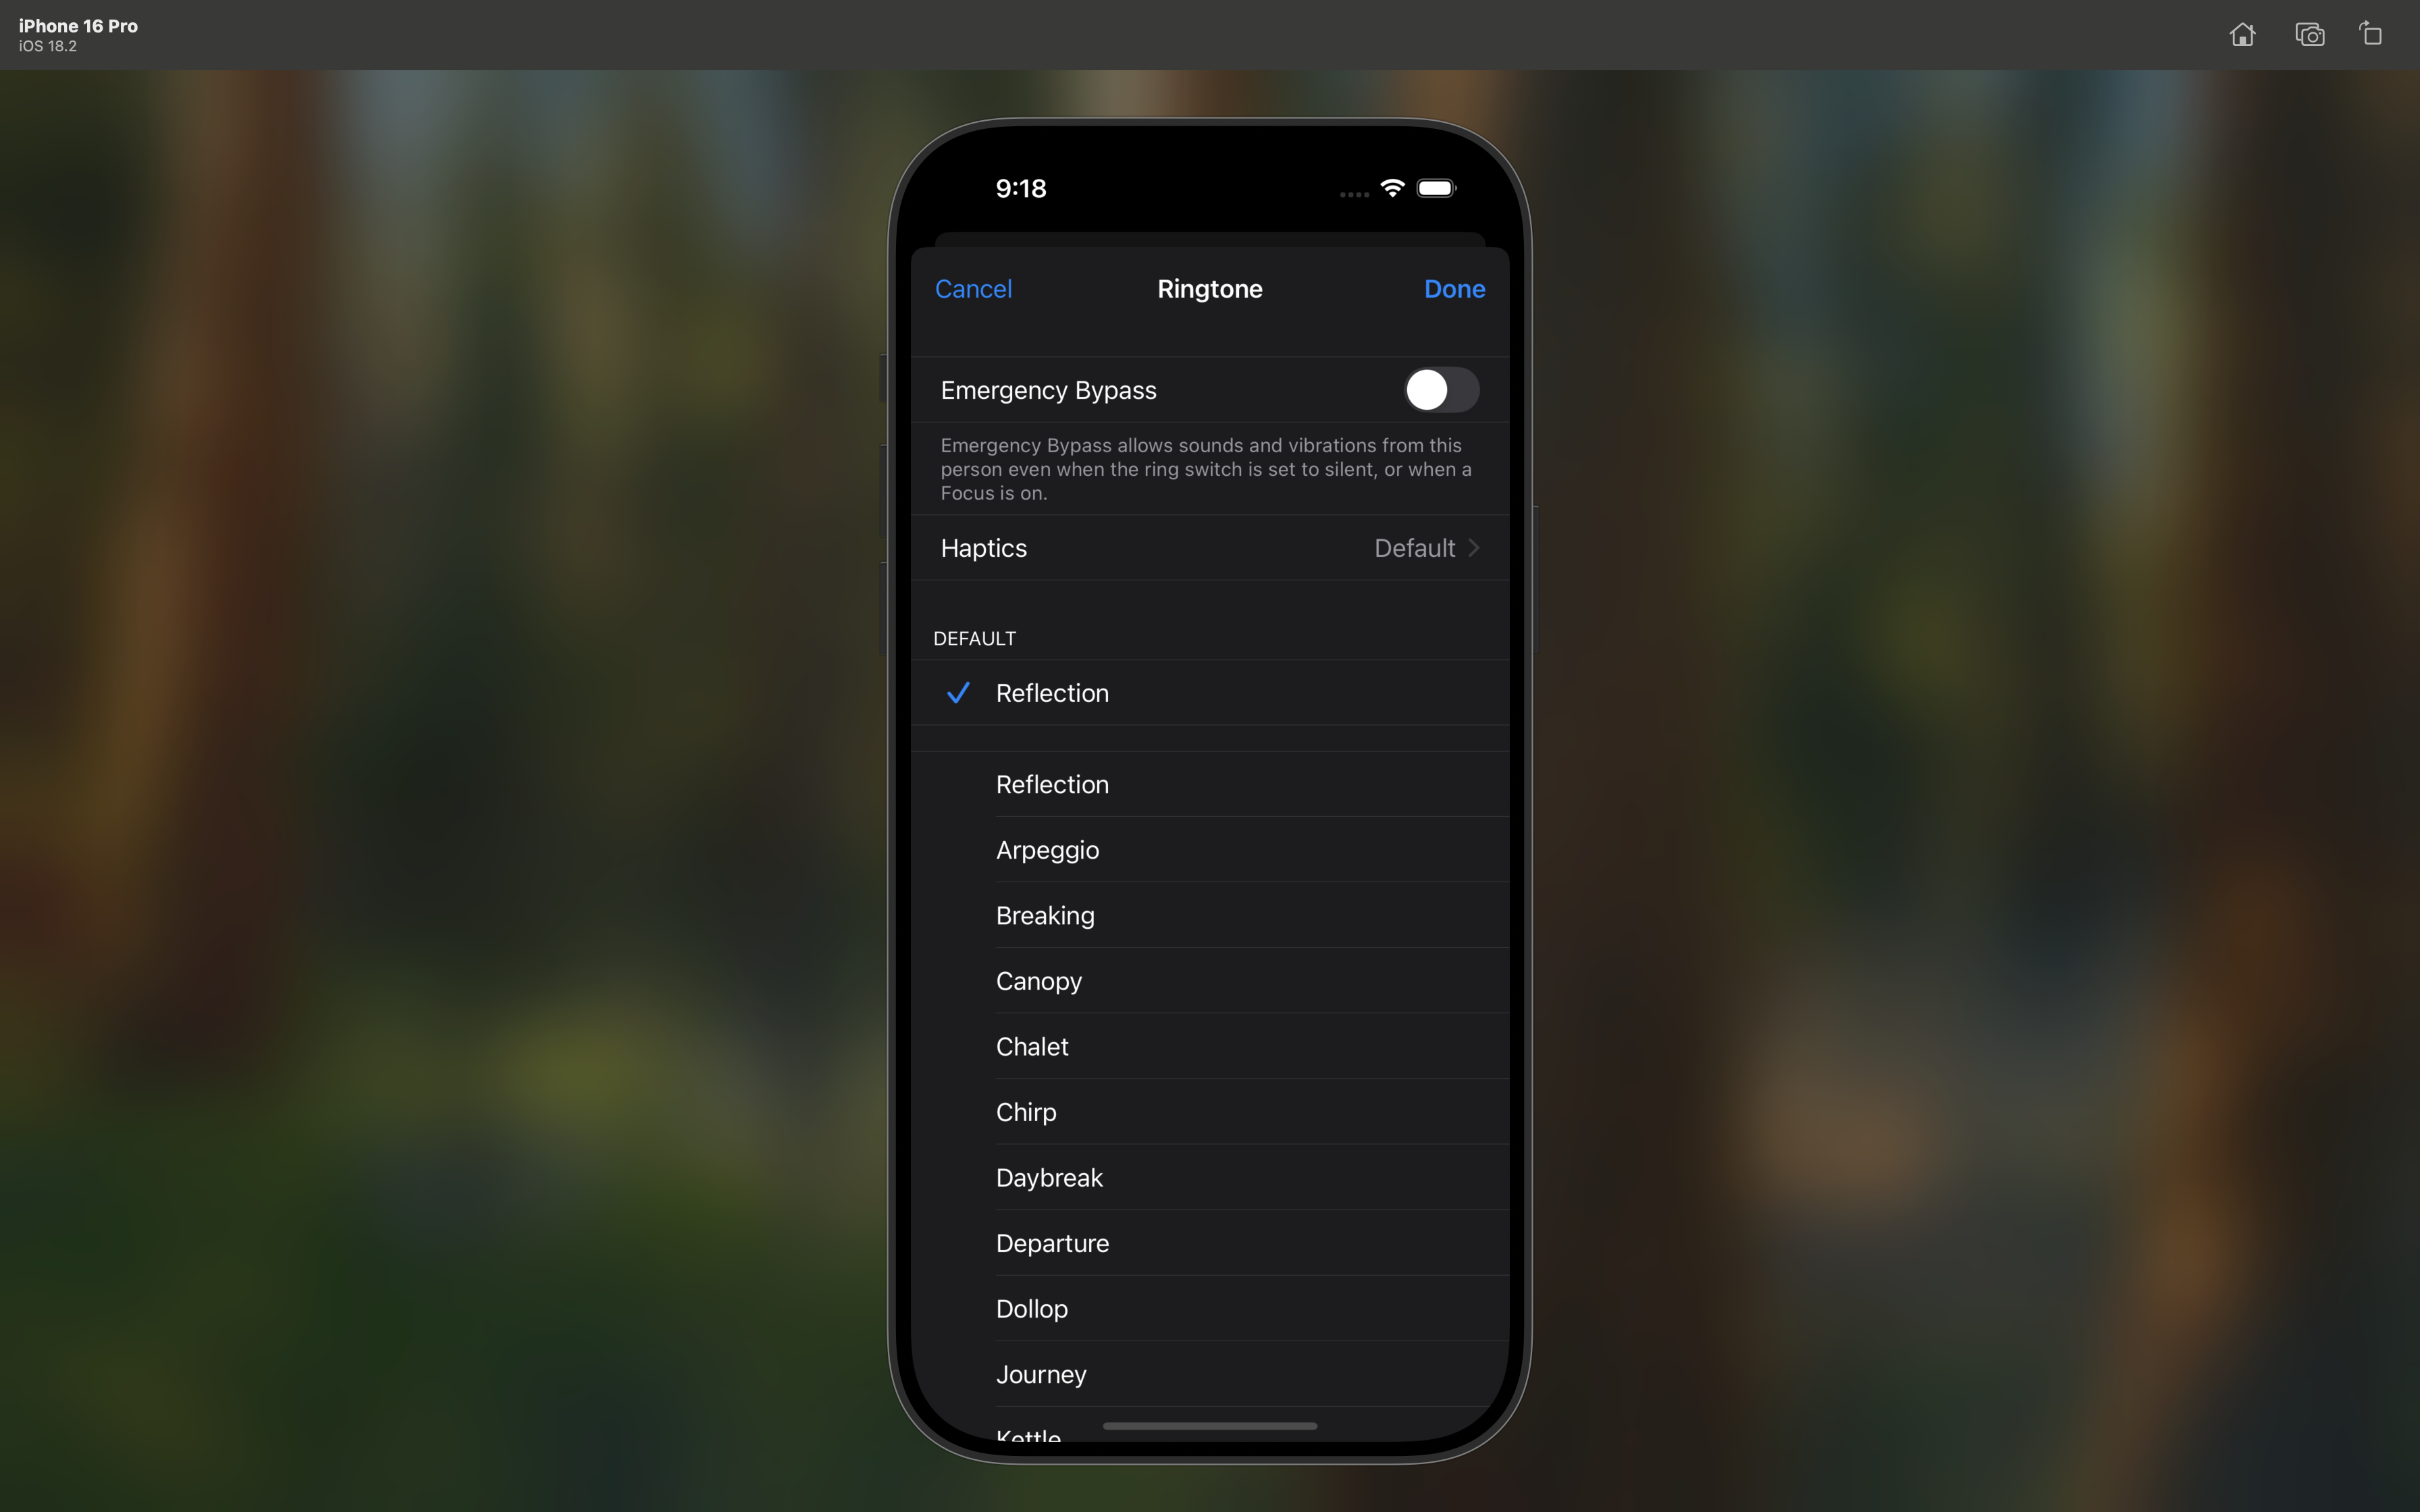 iPhone 16 Pro
iOS 18.2
9:18
Cancel
Ringtone
Done
Emergency Bypass
Emergency Bypass allows sounds and vibrations from this
person even when the ring switch is set to silent, or when a
Focus is on.
Haptics
Default
DEFAULT
Reflection
Reflection
Arpeggio
Breaking
Canopy
Chalet
Chirp
Daybreak
Departure
Dollop
Journey
Kettle